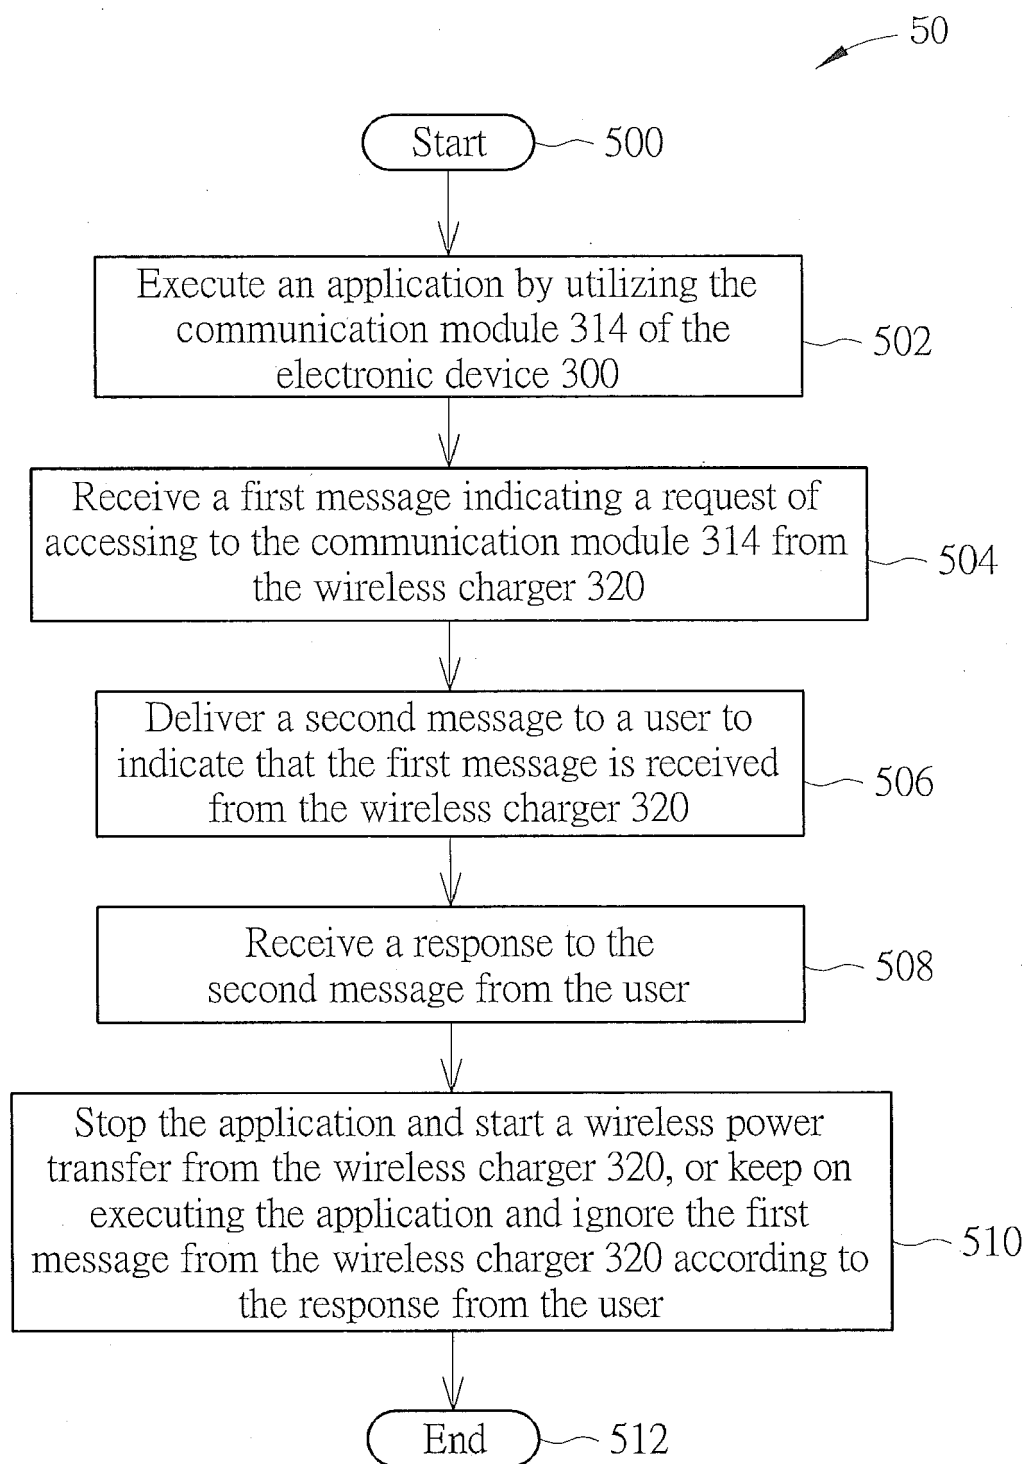 50
Start
500
Execute an application by utilizing the
communication module 314 of the
electronic device 300
502
Receive a first message indicating a request of
accessing to the communication module 314 from
the wireless charger 320
504
Deliver a second message to a user to
indicate that the first message is received
from the wireless charger 320
506
Receive a response to the
second message from the user
508
Stop the application and start a wireless power
transfer from the wireless charger 320, or keep on
executing the application and ignore the first
message from the wireless charger 320 according to
the response from the user
510
End
512